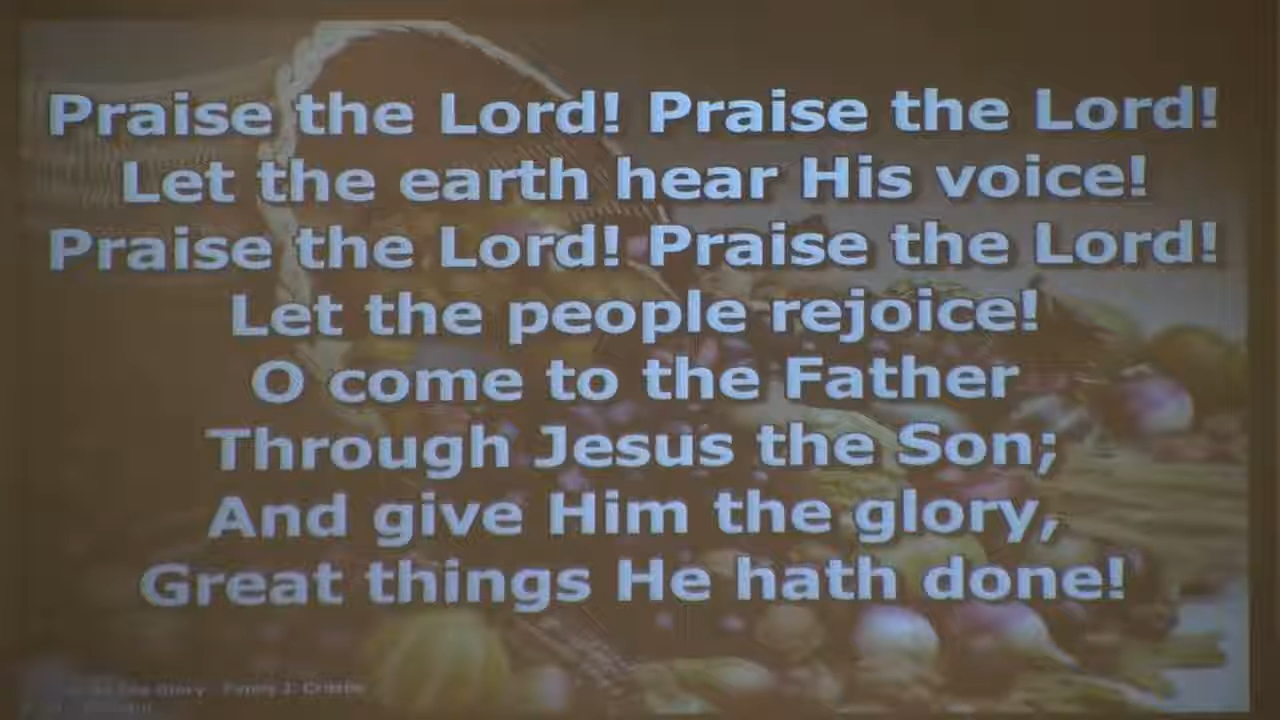 Praise the Lord! Praise the Lord!
Let the earth hear His voice!
Praise the Lord! Praise the Lord!
Let the people rejoice!
O come to the Father
Through Jesus the Son;
And give Him the glory,
Great things He hath done!
Glory